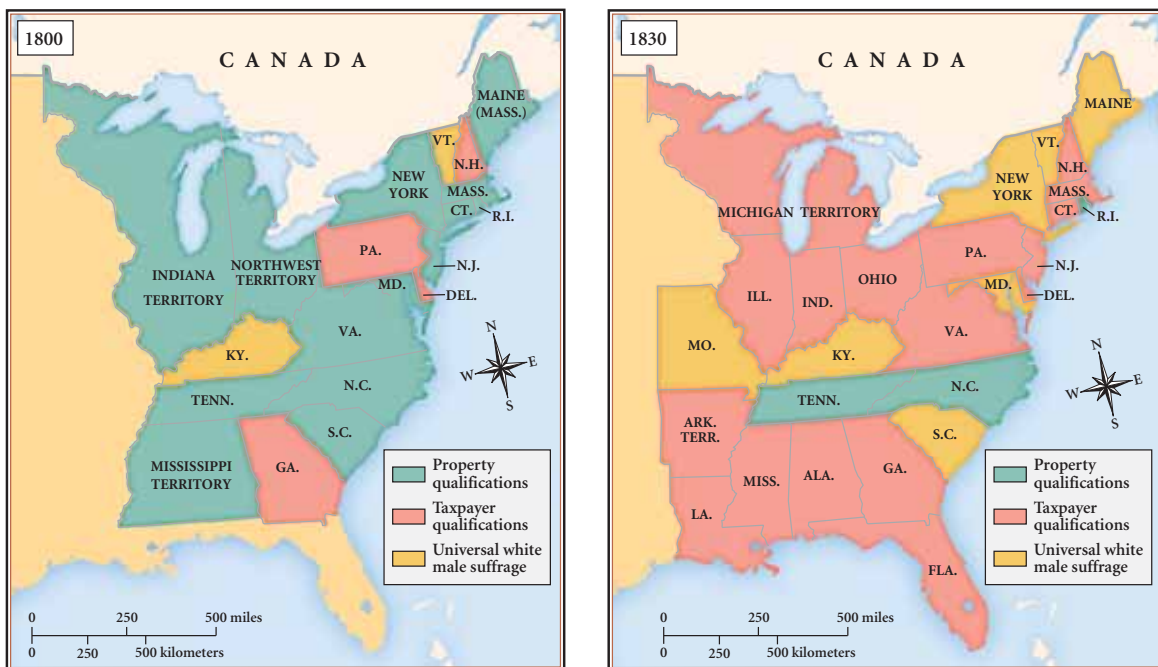 1800
CANADA
MAINE
(MASS.)
VT.
N.H.
NEW
YORK
MASS.
CT.
R.I.
PA.
N.J.
NORTHWEST
TERRITORY
INDIANA
TERRITORY
MD.
DEL.
VA.
KY.
N.C.
TENN.
S.C.
MISSISSIPPI
TERRITORY
GA.
N
W
E
S
Property
qualifications
Taxpayer
qualifications
Universal white
male suffrage
0 250 500 miles
0 250 500 kilometers
1830
CANADA
MAINE
VT.
N.H.
NEW
YORK
MASS.
CT.
R.I.
MICHIGAN TERRITORY
PA.
N.J.
OHIO
ILL.
IND.
MD.
DEL.
VA.
MO.
KY.
N.C.
TENN.
ARK.
TERR.
S.C.
MISS.
ALA.
GA.
LA.
FLA.
N
W
E
S
Property
qualifications
Taxpayer
qualifications
Universal white
male suffrage
0 250 500 miles
0 250 500 kilometers